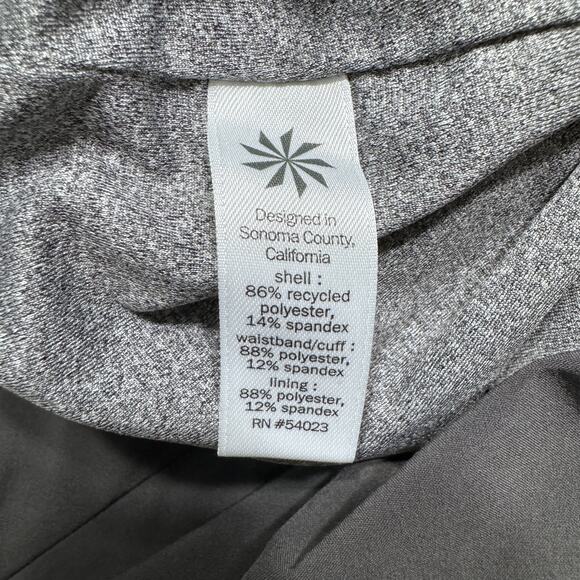 Designed in
Sonoma County,
California
shell :
86% recycled
polyester,
14% spandex
waistband/cuff :
88% polyester,
12% spandex
lining :
88% polyester,
12% spandex
RN #54023